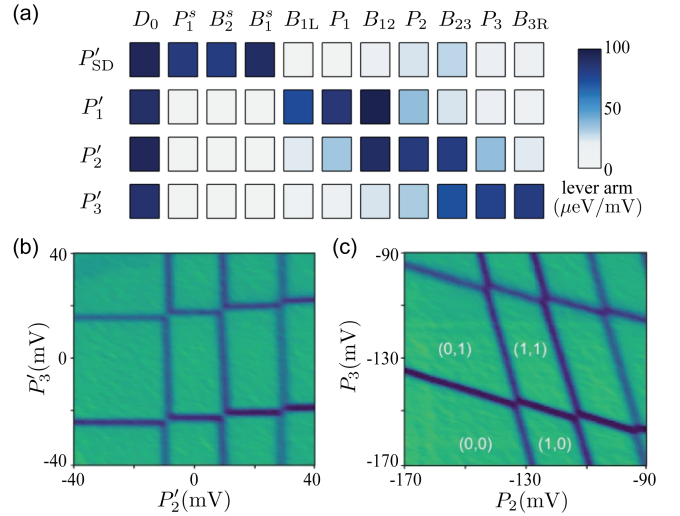 (a)
D₀ P₁ˢ B₂ˢ B₁ˢ B₁L P₁ B₁₂ P₂ B₂₃ P₃ B₃R
P′SD
P′₁
P′₂
P′₃
100
50
0
lever arm
(μeV/mV)
(b)
40
0
-40
P′₃(mV)
-40 0 40
P′₂(mV)
(c)
-90
-130
-170
P₃(mV)
(0,1) (1,1)
(0,0) (1,0)
-170 -130 -90
P₂(mV)